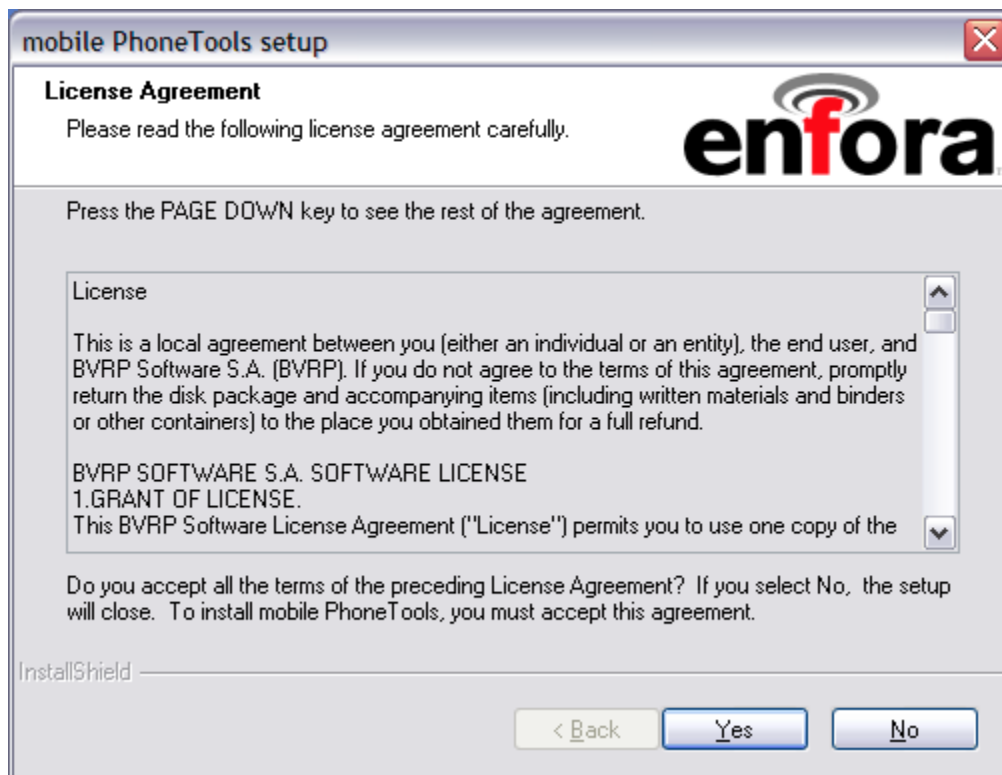 mobile PhoneTools setup
License Agreement
Please read the following license agreement carefully.
enfora
Press the PAGE DOWN key to see the rest of the agreement.
License
This is a local agreement between you (either an individual or an entity), the end user, and
BVRP Software S.A. (BVRP). If you do not agree to the terms of this agreement, promptly
return the disk package and accompanying items (including written materials and binders
or other containers) to the place you obtained them for a full refund.
BVRP SOFTWARE S.A. SOFTWARE LICENSE
1.GRANT OF LICENSE.
This BVRP Software License Agreement ("License") permits you to use one copy of the
Do you accept all the terms of the preceding License Agreement?  If you select No,  the setup
will close.  To install mobile PhoneTools, you must accept this agreement.
InstallShield
< Back
Yes
No